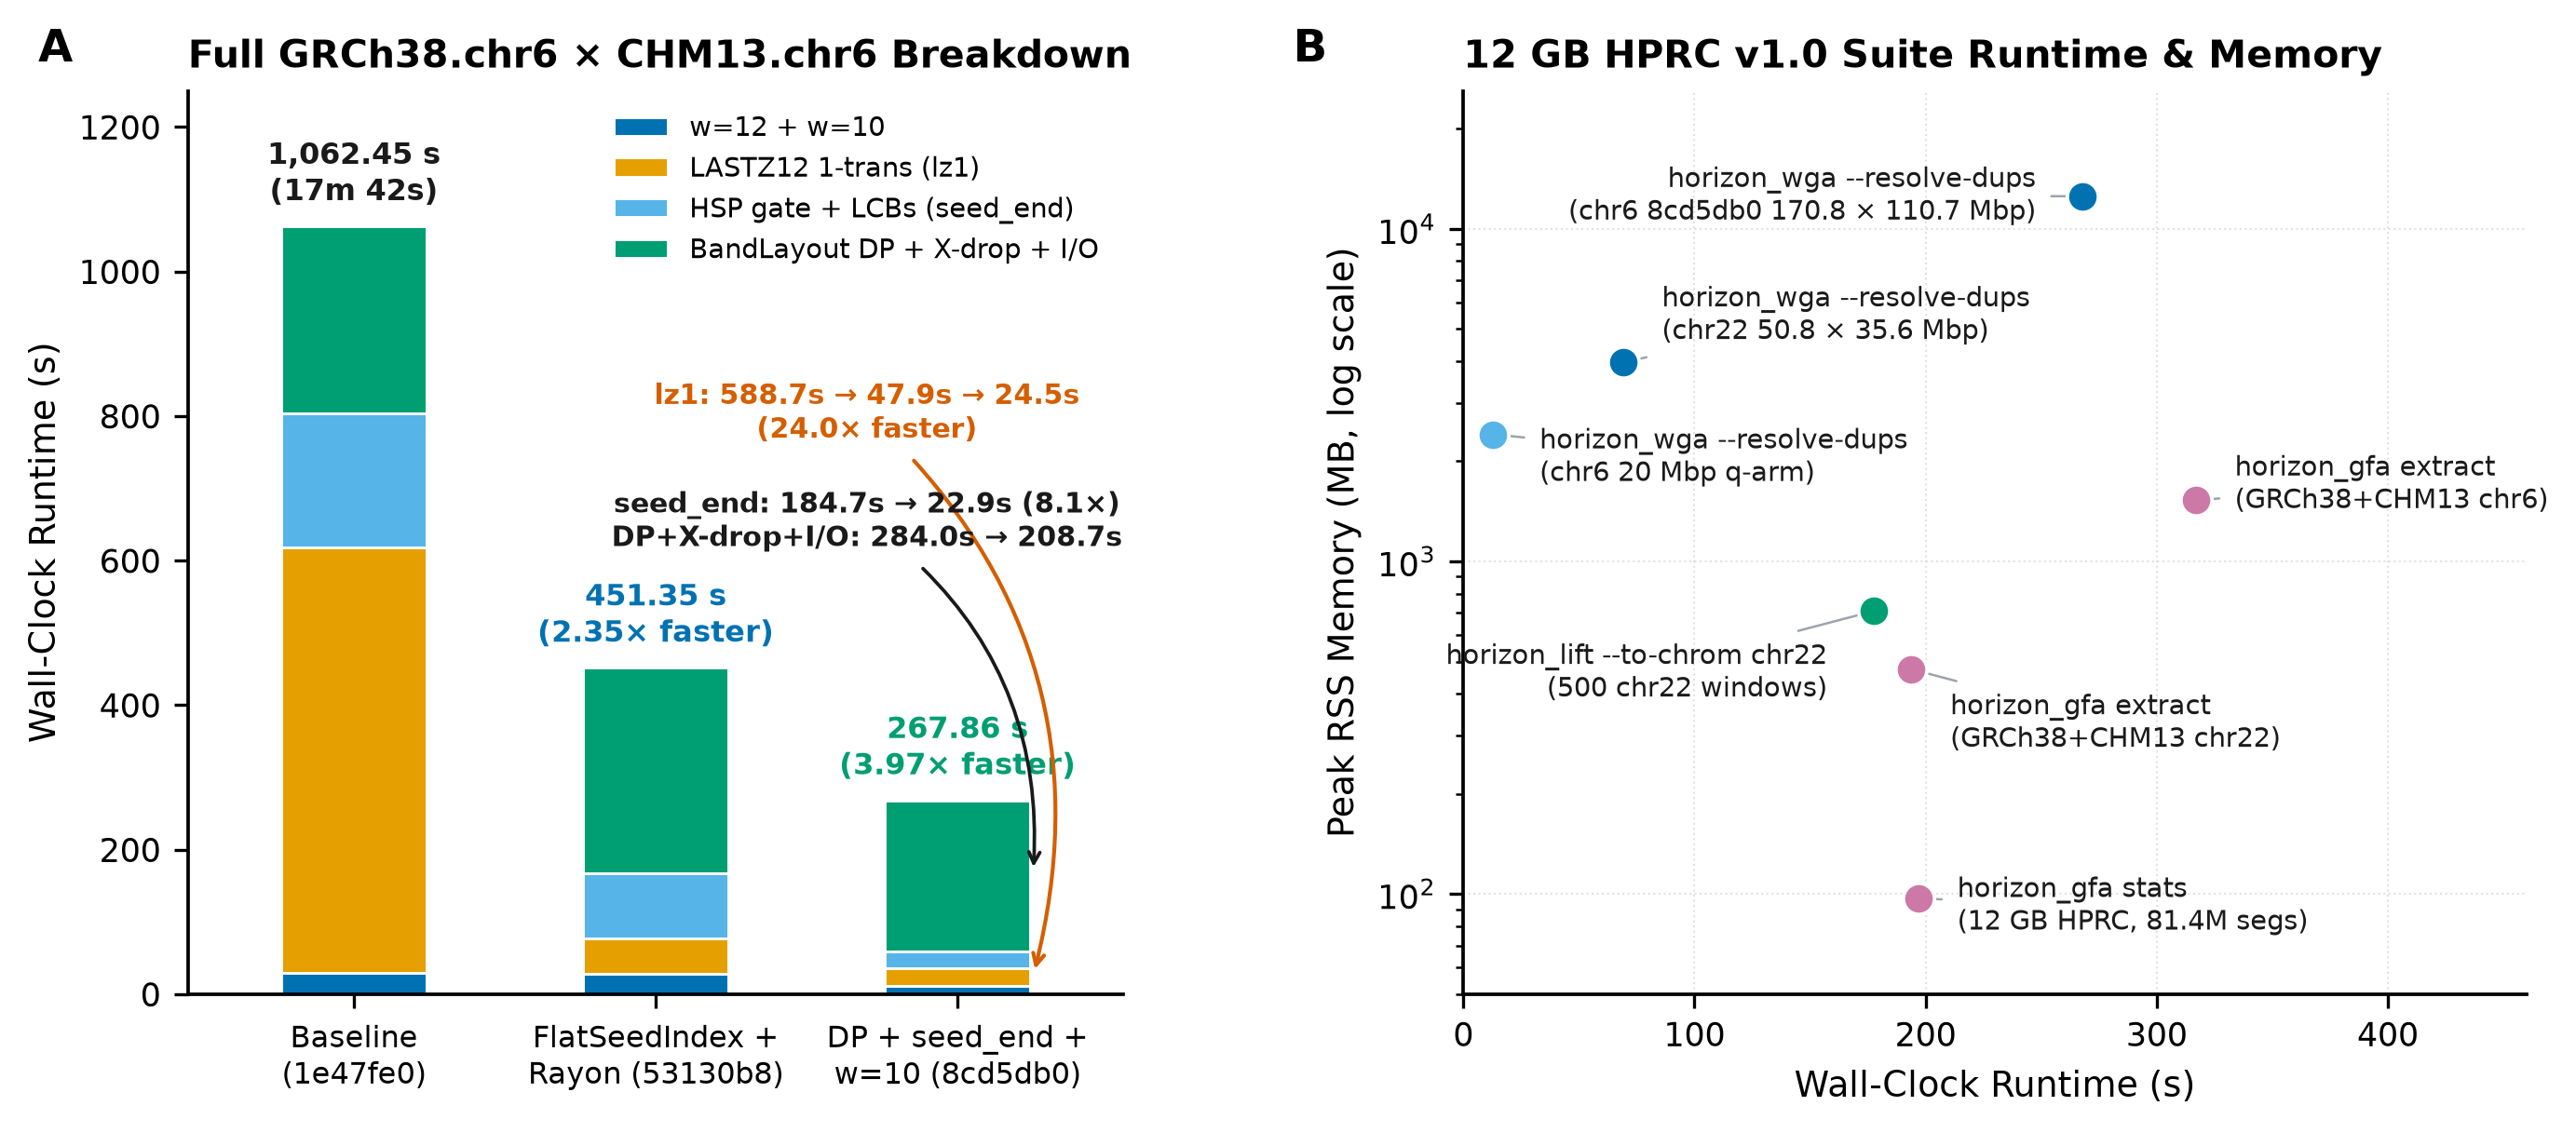 A
Full GRCh38.chr6 × CHM13.chr6 Breakdown
Wall-Clock Runtime (s)
1200
1000
800
600
400
200
0
w=12 + w=10
LASTZ12 1-trans (lz1)
HSP gate + LCBs (seed_end)
BandLayout DP + X-drop + I/O
1,062.45 s
(17m 42s)
lz1: 588.7s → 47.9s → 24.5s
(24.0× faster)
seed_end: 184.7s → 22.9s (8.1×)
DP+X-drop+I/O: 284.0s → 208.7s
451.35 s
(2.35× faster)
267.86 s
(3.97× faster)
Baseline
(1e47fe0)
FlatSeedIndex +
Rayon (53130b8)
DP + seed_end +
w=10 (8cd5db0)
B
12 GB HPRC v1.0 Suite Runtime & Memory
Peak RSS Memory (MB, log scale)
10⁴
10³
10²
horizon_wga --resolve-dups
(chr6 8cd5db0 170.8 × 110.7 Mbp)
horizon_wga --resolve-dups
(chr22 50.8 × 35.6 Mbp)
horizon_wga --resolve-dups
(chr6 20 Mbp q-arm)
horizon_gfa extract
(GRCh38+CHM13 chr6)
horizon_lift --to-chrom chr22
(500 chr22 windows)
horizon_gfa extract
(GRCh38+CHM13 chr22)
horizon_gfa stats
(12 GB HPRC, 81.4M segs)
0
100
200
300
400
Wall-Clock Runtime (s)